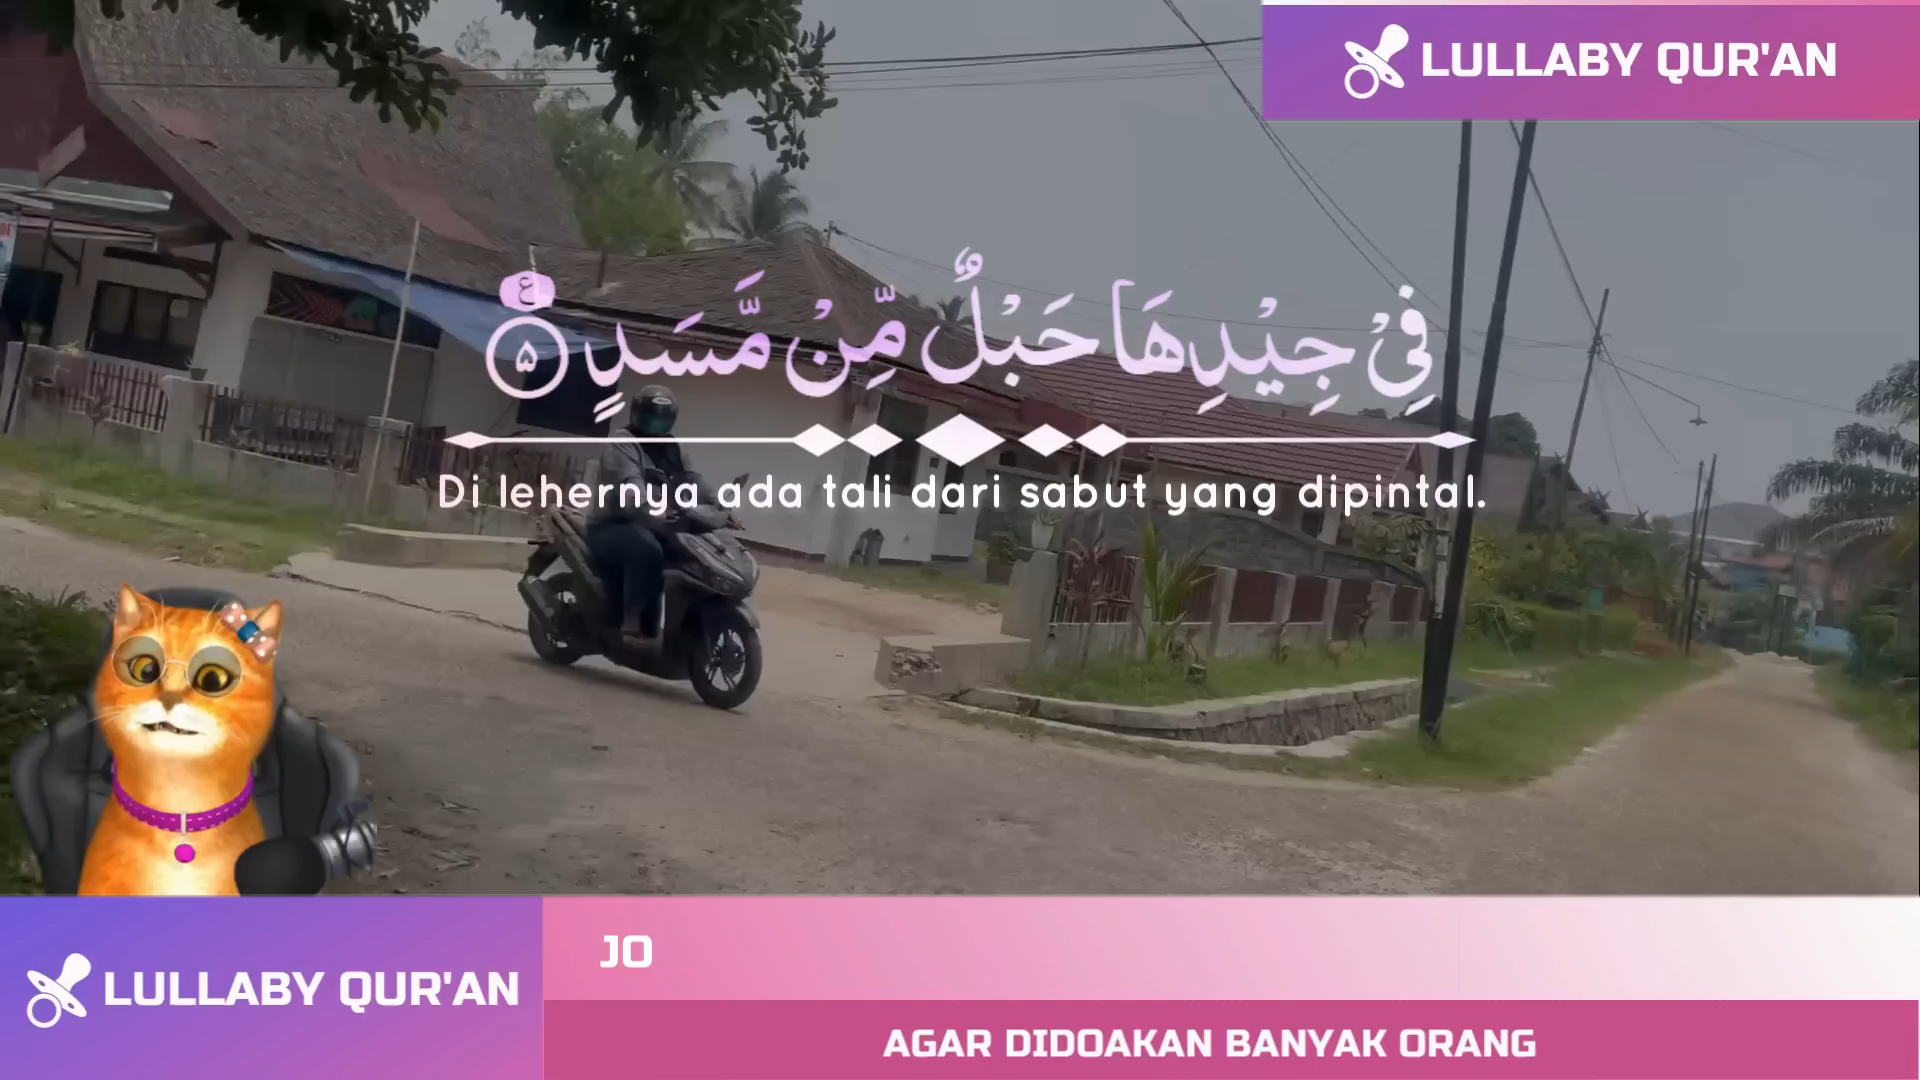 LULLABY QUR'AN
فِيْ جِيْدِهَا حَبْلٌ مِّنْ مَّسَدٍ ࣖ ۝٥
Di lehernya ada tali dari sabut yang dipintal.
LULLABY QUR'AN
JO
AGAR DIDOAKAN BANYAK ORANG